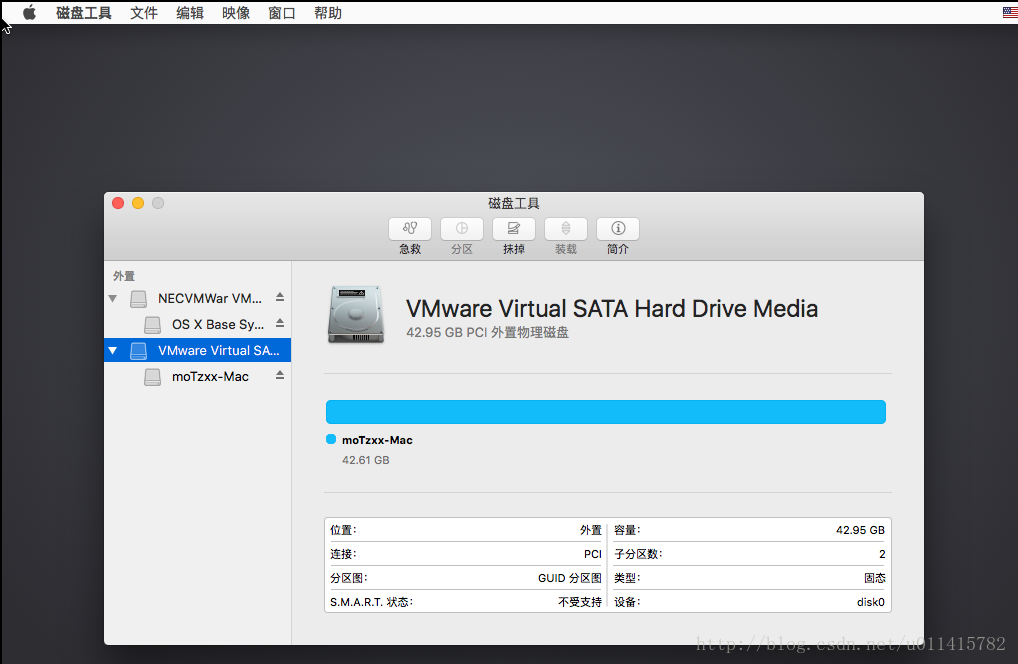 磁盘工具 文件 编辑 映像 窗口 帮助
磁盘工具
急救 分区 抹掉 装载 简介
外置
NECVMWar VM...
OS X Base Sy...
VMware Virtual SA...
moTzxx-Mac
VMware Virtual SATA Hard Drive Media
42.95 GB PCI 外置物理磁盘
moTzxx-Mac
42.61 GB
位置: 外置 容量: 42.95 GB
连接: PCI 子分区数: 2
分区图: GUID 分区图 类型: 固态
S.M.A.R.T. 状态: 不受支持 设备: disk0
http://blog.csdn.net/u011415782